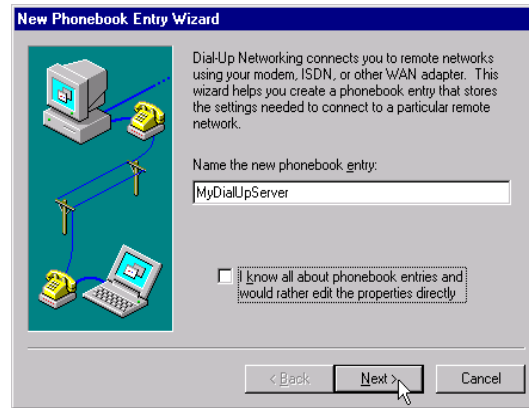 New Phonebook Entry Wizard
Dial-Up Networking connects you to remote networks
using your modem, ISDN, or other WAN adapter. This
wizard helps you create a phonebook entry that stores
the settings needed to connect to a particular remote
network.
Name the new phonebook entry:
MyDialUpServer
I know all about phonebook entries and
would rather edit the properties directly
< Back
Next >
Cancel